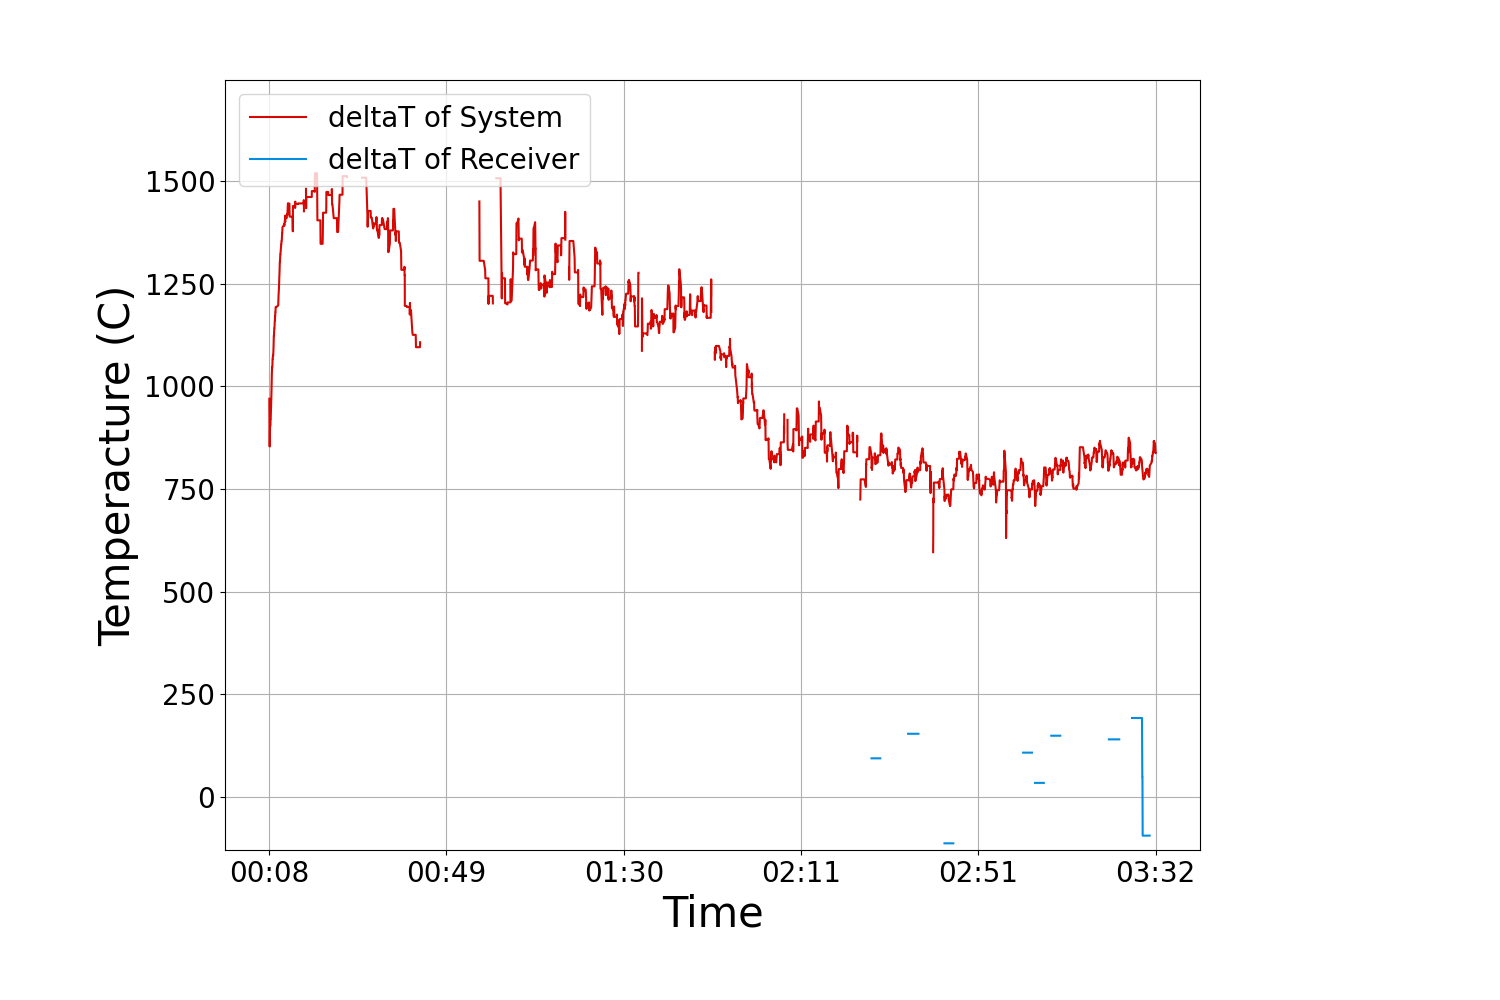 deltaT of System
deltaT of Receiver
1500
1250
1000
750
500
250
0
Temperacture (C)
00:08 00:49 01:30 02:11 02:51 03:32
Time